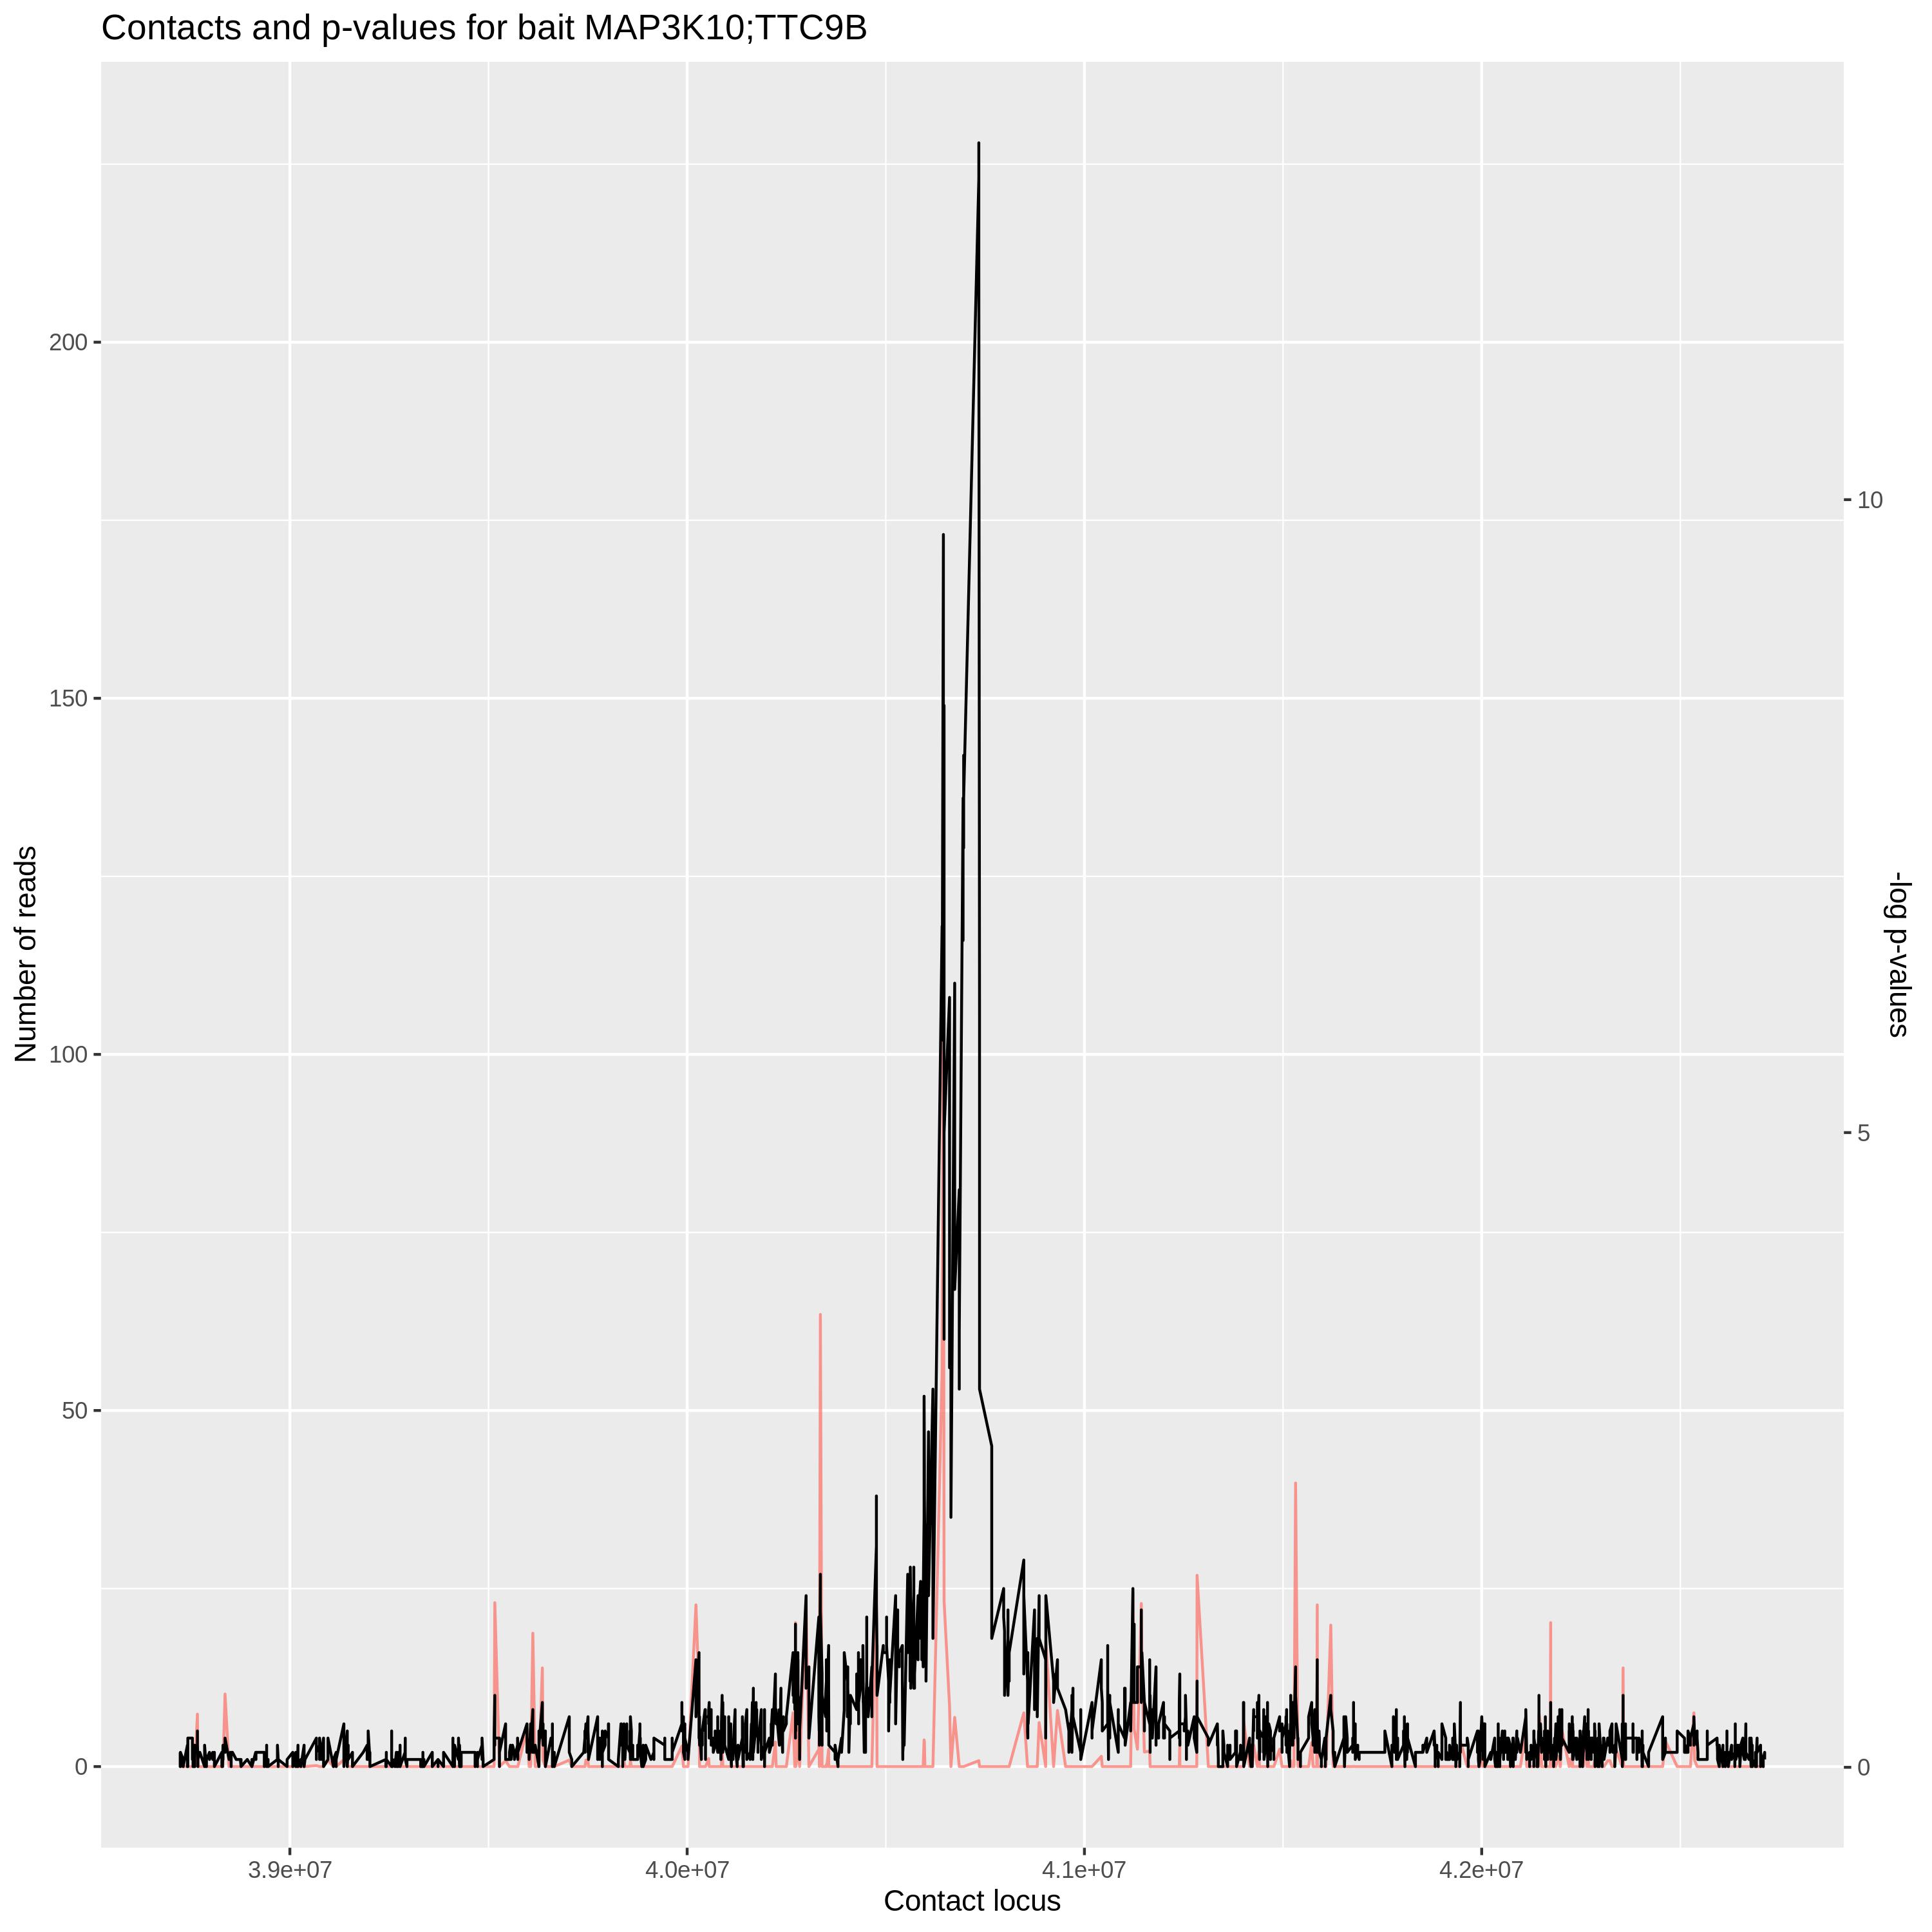 Contacts and p-values for bait MAP3K10;TTC9B
Number of reads
200
150
100
50
0
10
5
0
-log p-values
3.9e+07
4.0e+07
4.1e+07
4.2e+07
Contact locus